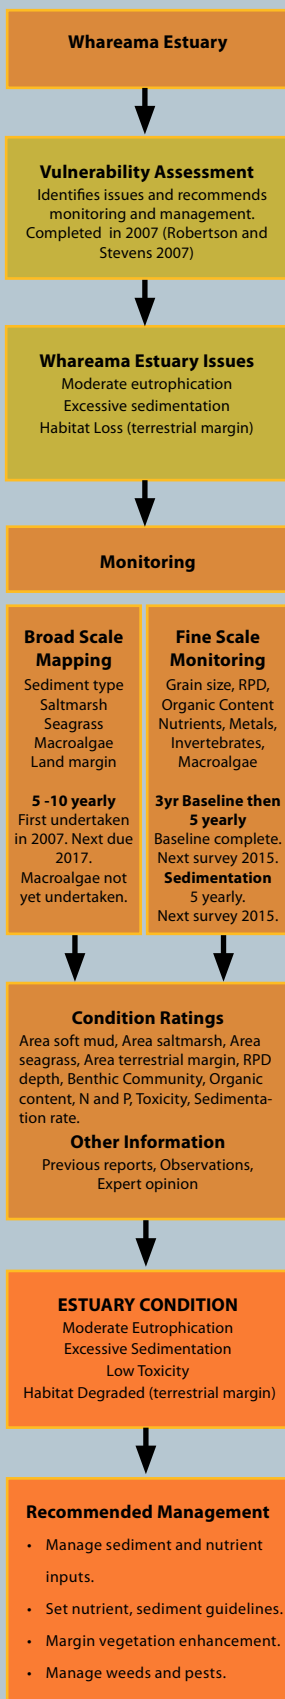 Whareama Estuary
Vulnerability Assessment
Identifies issues and recommends
monitoring and management.
Completed in 2007 (Robertson and
Stevens 2007)
Whareama Estuary Issues
Moderate eutrophication
Excessive sedimentation
Habitat Loss (terrestrial margin)
Monitoring
Broad Scale
Mapping
Sediment type
Saltmarsh
Seagrass
Macroalgae
Land margin
5 -10 yearly
First undertaken
in 2007. Next due
2017.
Macroalgae not
yet undertaken.
Fine Scale
Monitoring
Grain size, RPD,
Organic Content
Nutrients, Metals,
Invertebrates,
Macroalgae
3yr Baseline then
5 yearly
Baseline complete.
Next survey 2015.
Sedimentation
5 yearly.
Next survey 2015.
Condition Ratings
Area soft mud, Area saltmarsh, Area
seagrass, Area terrestrial margin, RPD
depth, Benthic Community, Organic
content, N and P, Toxicity, Sedimenta-
tion rate.
Other Information
Previous reports, Observations,
Expert opinion
ESTUARY CONDITION
Moderate Eutrophication
Excessive Sedimentation
Low Toxicity
Habitat Degraded (terrestrial margin)
Recommended Management
• Manage sediment and nutrient
inputs.
• Set nutrient, sediment guidelines.
• Margin vegetation enhancement.
• Manage weeds and pests.